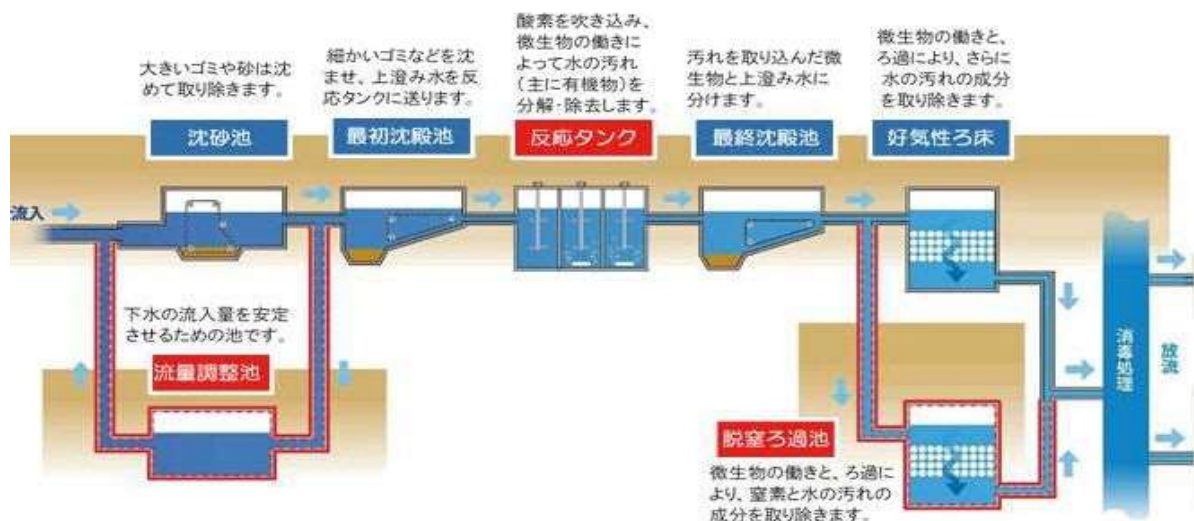 大きいゴミや砂は沈
めて取り除きます。
沈砂池
細かいゴミなどを沈
ませ、上澄み水を反
応タンクに送ります。
最初沈殿池
酸素を吹き込み、
微生物の働きに
よって水の汚れ
（主に有機物）を
分解・除去します。
反応タンク
汚れを取り込んだ微
生物と上澄み水に
分けます。
最終沈殿池
微生物の働きと、
ろ過により、さらに
水の汚れの成分
を取り除きます。
好気性ろ床
流入
下水の流入量を安定
させるための池です。
流量調整池
脱窒ろ過池
微生物の働きと、ろ過に
より、窒素と水の汚れの
成分を取り除きます。
消毒処理
放流